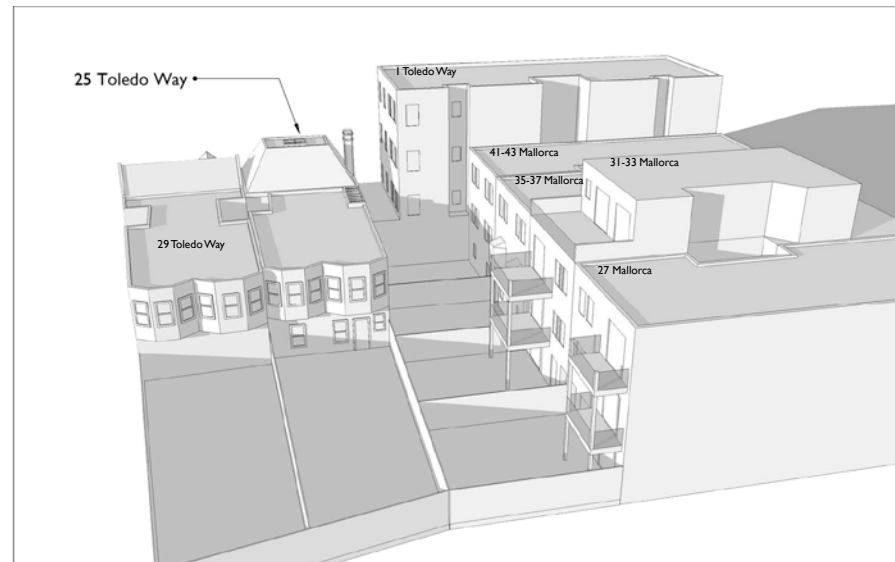 1 Toledo Way
25 Toledo Way
41-43 Mallorca
31-33 Mallorca
35-37 Mallorca
29 Toledo Way
27 Mallorca